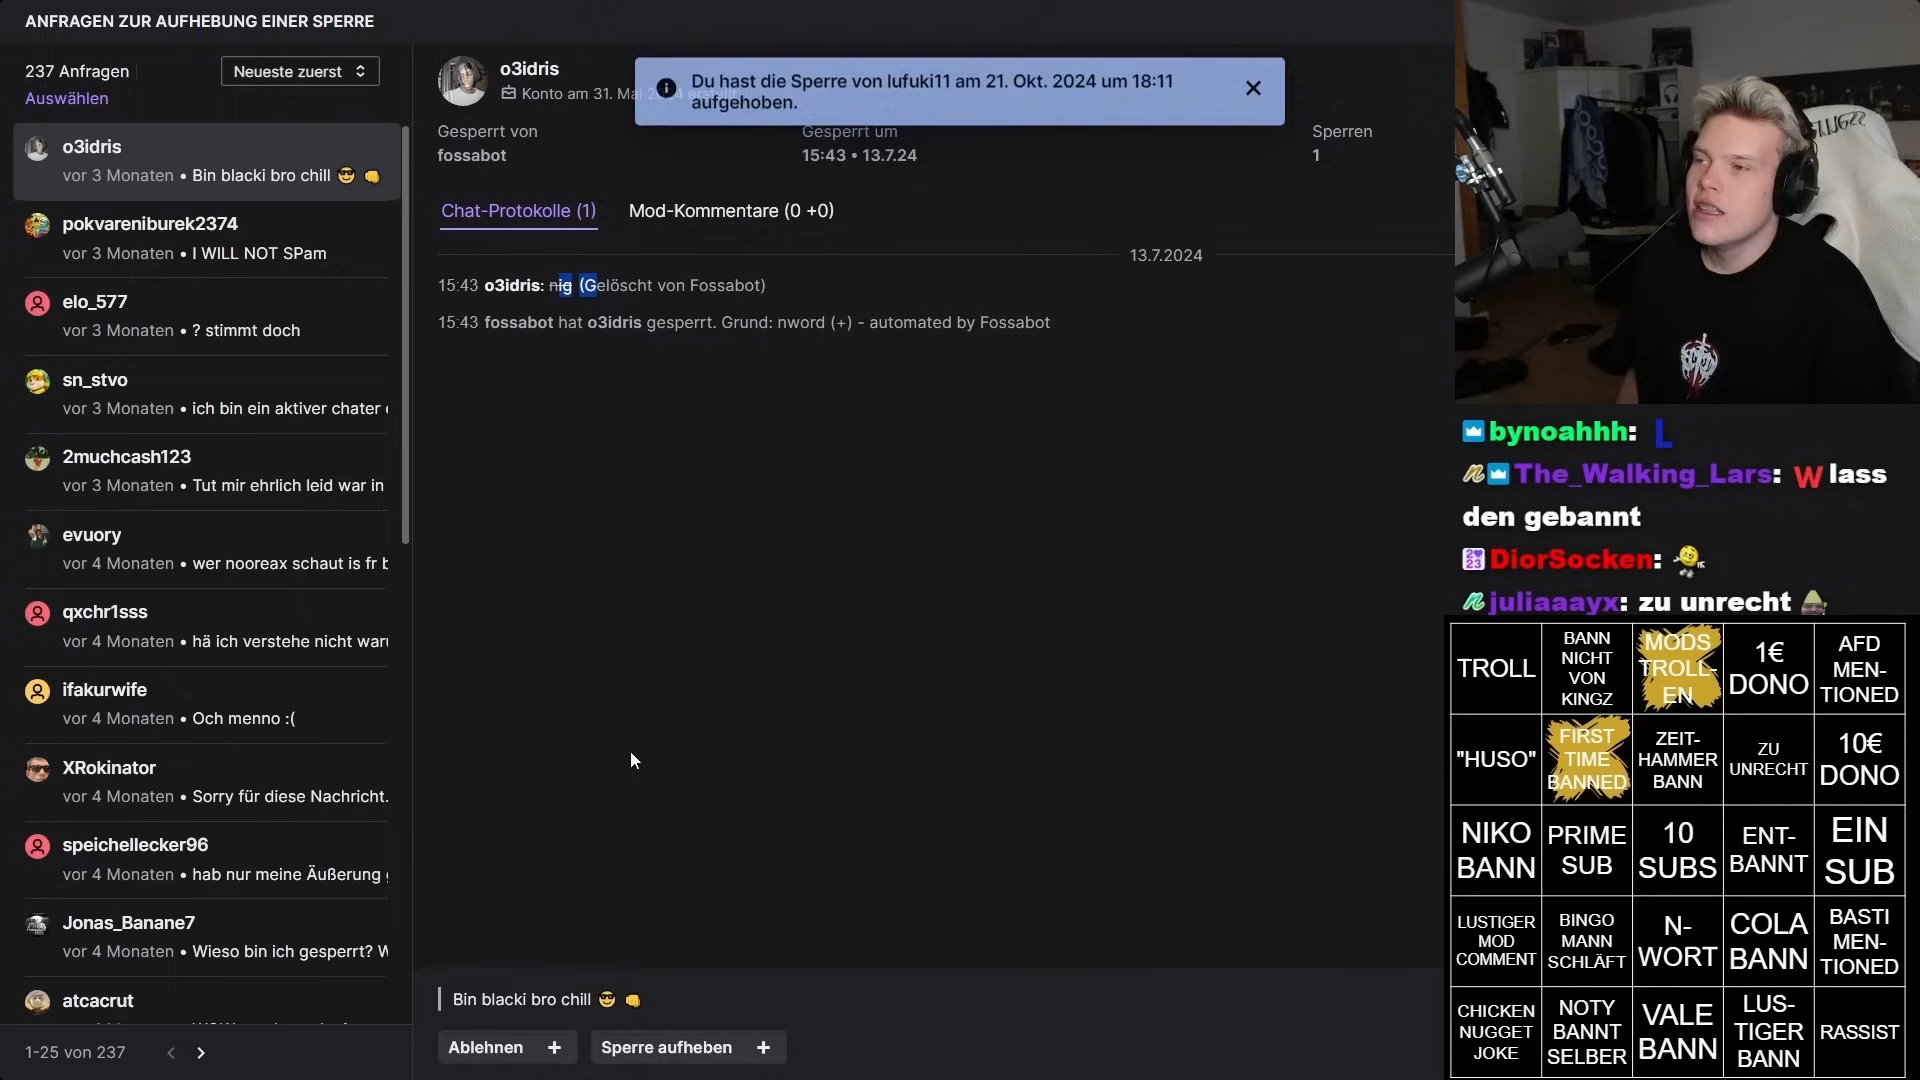 ANFRAGEN ZUR AUFHEBUNG EINER SPERRE
237 Anfragen
Neueste zuerst
Auswählen
o3idris
vor 3 Monaten • Bin blacki bro chill 😎 👊
pokvareniburek2374
vor 3 Monaten • I WILL NOT SPam
elo_577
vor 3 Monaten • ? stimmt doch
sn_stvo
vor 3 Monaten • ich bin ein aktiver chater
2muchcash123
vor 3 Monaten • Tut mir ehrlich leid war in
evuory
vor 4 Monaten • wer nooreax schaut is fr
qxchr1sss
vor 4 Monaten • hä ich verstehe nicht
ifakurwife
vor 4 Monaten • Och menno :(
XRokinator
vor 4 Monaten • Sorry für diese Nachricht.
speichellecker96
vor 4 Monaten • hab nur meine Äußerung
Jonas_Banane7
vor 4 Monaten • Wieso bin ich gesperrt? W
atcacrut
1-25 von 237
o3idris
Konto am 31. Mai
Du hast die Sperre von lufuki11 am 21. Okt. 2024 um 18:11
aufgehoben.
Gesperrt von
fossabot
Gesperrt um
15:43 • 13.7.24
Sperren
1
Chat-Protokolle (1)
Mod-Kommentare (0 +0)
13.7.2024
15:43 o3idris: nig (Gelöscht von Fossabot)
15:43 fossabot hat o3idris gesperrt. Grund: nword (+) - automated by Fossabot
Bin blacki bro chill 😎 👊
Ablehnen +
Sperre aufheben +
SCTN
bynoahhh: L
The_Walking_Lars: W lass
den gebannt
2023 DiorSocken:
juliaaayx: zu unrecht
TROLL
BANN
NICHT
VON
KINGZ
MODS
TROLL-
EN
1€
DONO
AFD
MEN-
TIONED
"HUSO"
FIRST
TIME
BANNED
ZEIT-
HAMMER
BANN
ZU
UNRECHT
10€
DONO
NIKO
BANN
PRIME
SUB
10
SUBS
ENT-
BANNT
EIN
SUB
LUSTIGER
MOD
COMMENT
BINGO
MANN
SCHLÄFT
N-
WORT
COLA
BANN
BASTI
MEN-
TIONED
CHICKEN
NUGGET
JOKE
NOTY
BANNT
SELBER
VALE
BANN
LUS-
TIGER
BANN
RASSIST